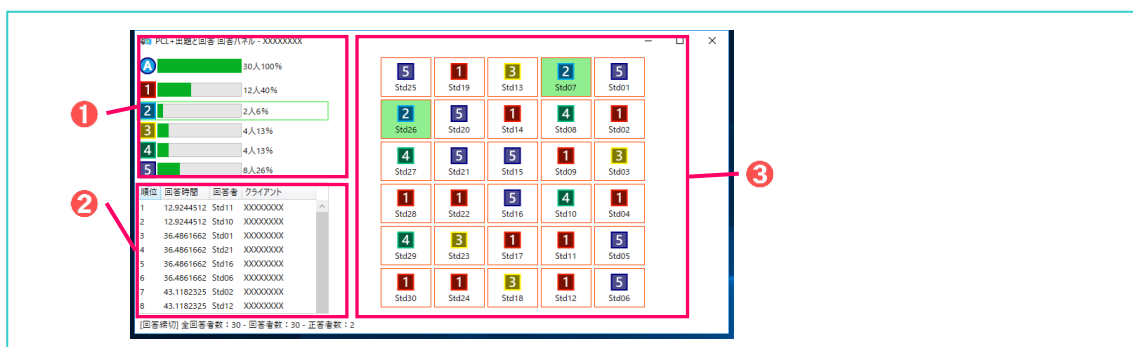 PCL+出題と回答 回答パネル - XXXXXXXX
A 30人100%
1 12人40%
2 2人6%
3 4人13%
4 4人13%
5 8人26%
❶
❷
❸
順位 回答時間 回答者 クライアント
1 12.9244512 Std11 XXXXXXXX
2 12.9244512 Std10 XXXXXXXX
3 36.4861662 Std01 XXXXXXXX
4 36.4861662 Std21 XXXXXXXX
5 36.4861662 Std16 XXXXXXXX
6 36.4861662 Std06 XXXXXXXX
7 43.1182325 Std02 XXXXXXXX
8 43.1182325 Std12 XXXXXXXX
5 1 3 2 5
Std25 Std19 Std13 Std07 Std01
2 5 1 4 1
Std26 Std20 Std14 Std08 Std02
4 5 5 1 3
Std27 Std21 Std15 Std09 Std03
1 1 5 4 1
Std28 Std22 Std16 Std10 Std04
4 3 1 1 5
Std29 Std23 Std17 Std11 Std05
1 1 3 1 5
Std30 Std24 Std18 Std12 Std06
[回答締切] 全回答者数：30 - 回答者数：30 - 正答者数：2